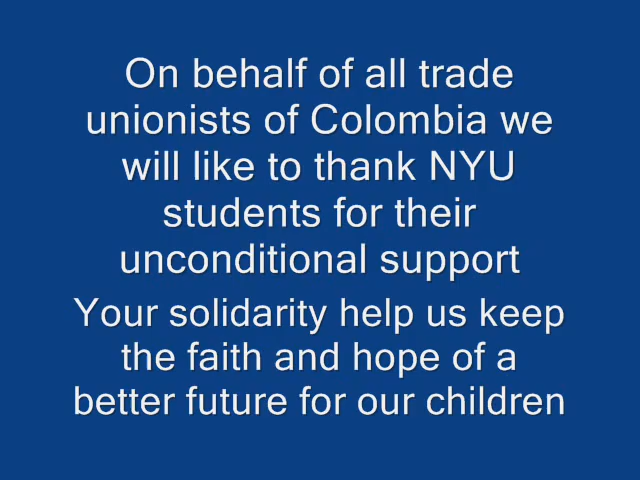 On behalf of all trade
unionists of Colombia we
will like to thank NYU
students for their
unconditional support
Your solidarity help us keep
the faith and hope of a
better future for our children